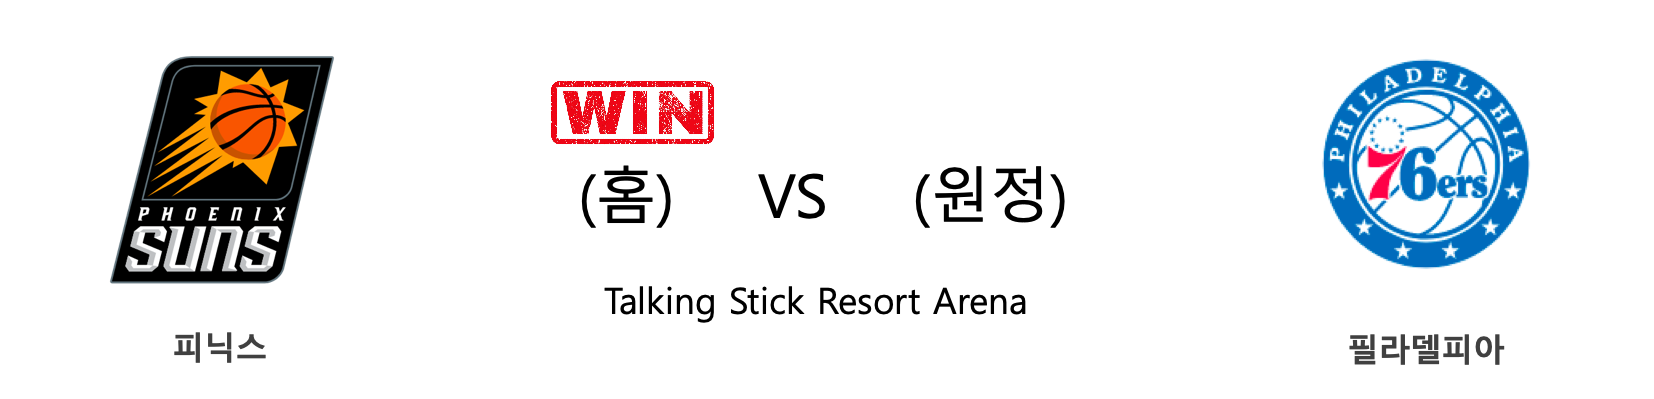 PHOENIX
SUNS
피닉스
WIN
(홈) VS (원정)
Talking Stick Resort Arena
PHILADELPHIA
76ers
필라델피아